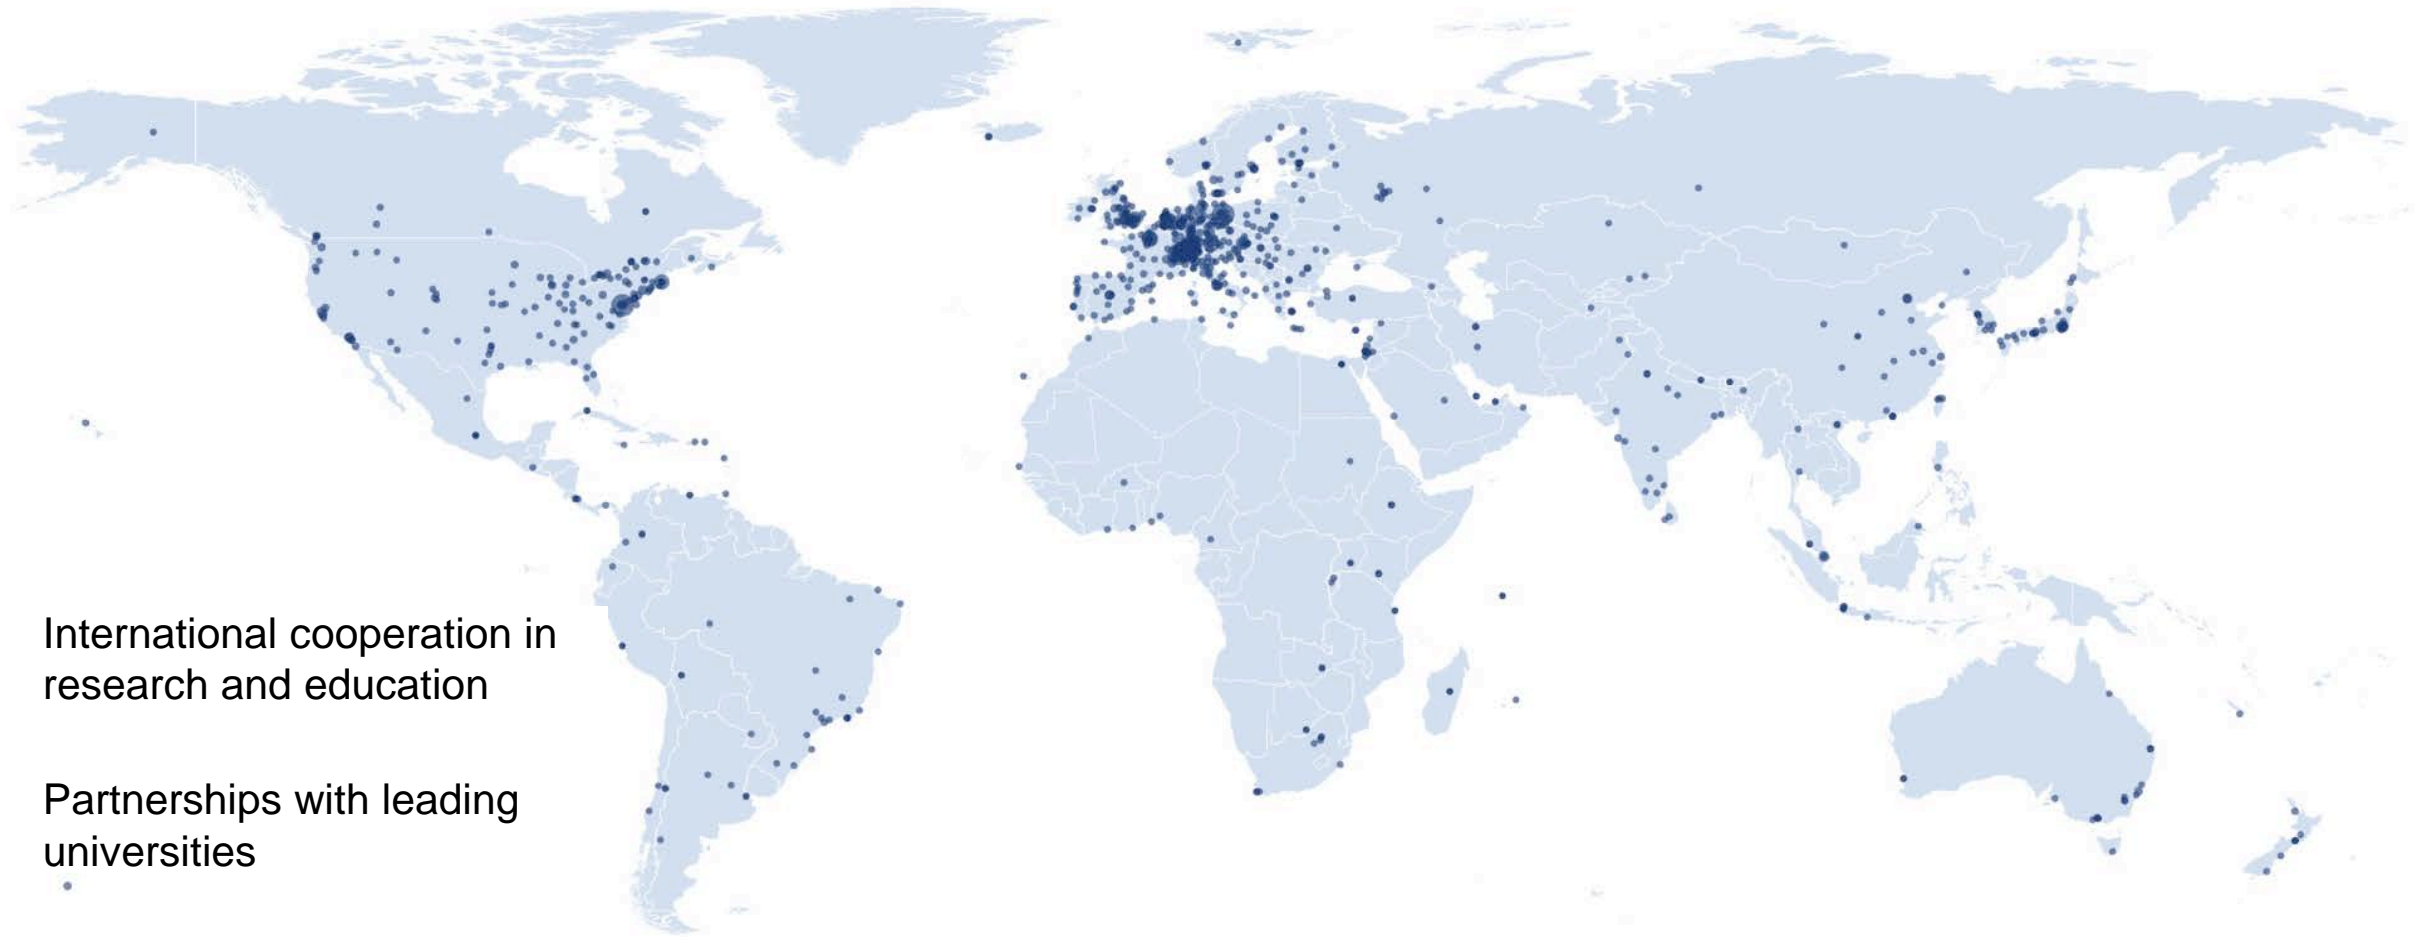 International cooperation in
research and education
Partnerships with leading
universities